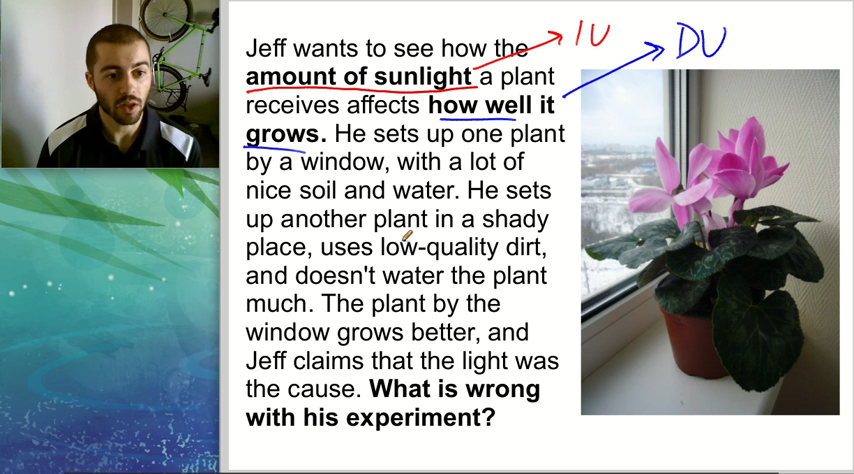 Jeff wants to see how the
amount of sunlight a plant
receives affects how well it
grows. He sets up one plant
by a window, with a lot of
nice soil and water. He sets
up another plant in a shady
place, uses low-quality dirt,
and doesn't water the plant
much. The plant by the
window grows better, and
Jeff claims that the light was
the cause. What is wrong
with his experiment?
IV
DV